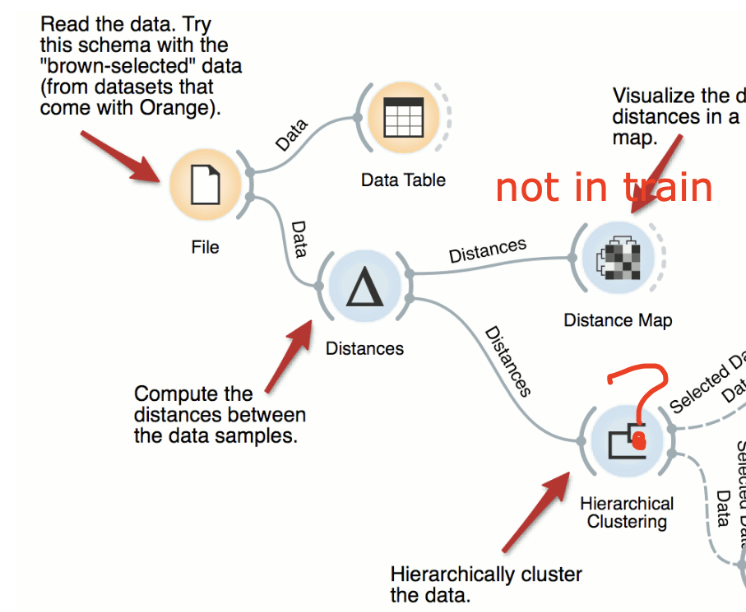 Read the data. Try
this schema with the
"brown-selected" data
(from datasets that
come with Orange).
Data
Data Table
Visualize the
distances in a
map.
not in train
File
Data
Distances
Distance Map
Distances
Compute the
distances between
the data samples.
Distances
Selected
Hierarchical
Clustering
Selected
Data
Hierarchically cluster
the data.